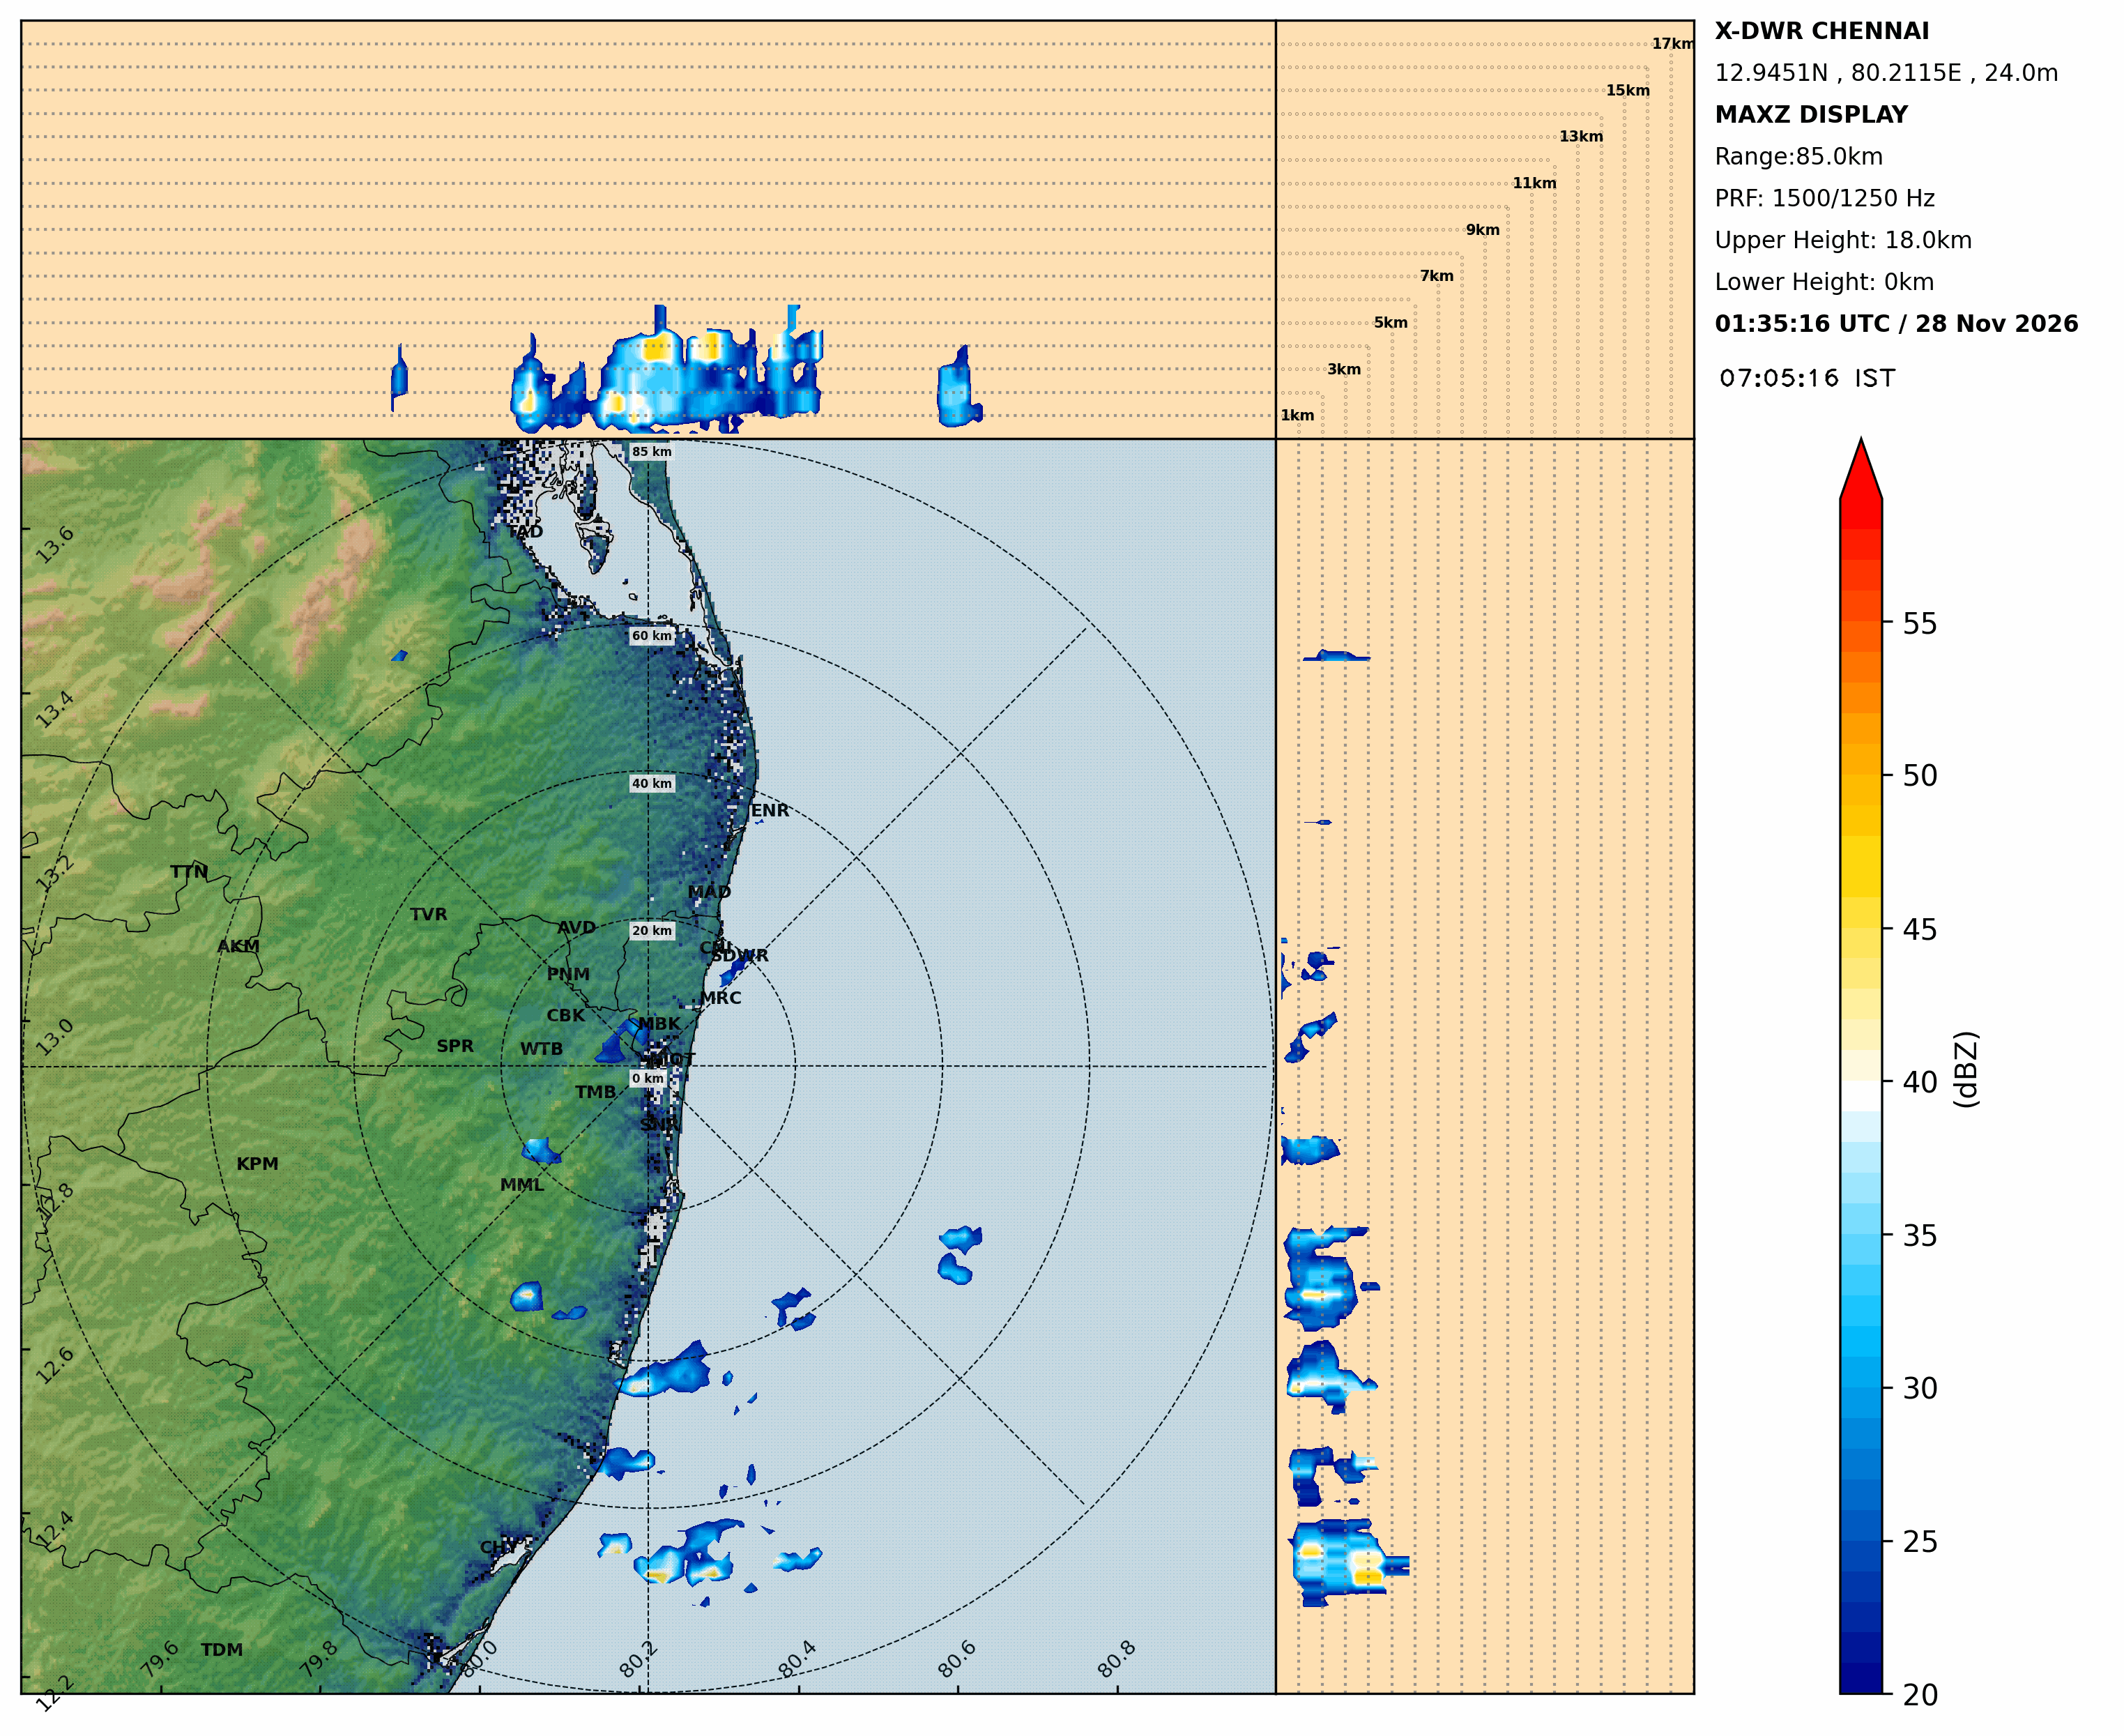 X-DWR CHENNAI
12.9451N , 80.2115E , 24.0m
MAXZ DISPLAY
Range:85.0km
PRF: 1500/1250 Hz
Upper Height: 18.0km
Lower Height: 0km
01:35:16 UTC / 28 Nov 2026
07:05:16 IST
17km
15km
13km
11km
9km
7km
5km
3km
1km
85 km
60 km
40 km
20 km
0 km
TAD
ENR
TTN
MAD
TVR
AVD
AKM
CNI
SDWR
PNM
MRC
CBK
MBK
SPR
WTB
MOT
TMB
SNR
KPM
MML
CHY
TDM
13.6
13.4
13.2
13.0
12.8
12.6
12.4
12.2
79.6
79.8
80.0
80.2
80.4
80.6
80.8
55
50
45
40
35
30
25
20
(dBZ)